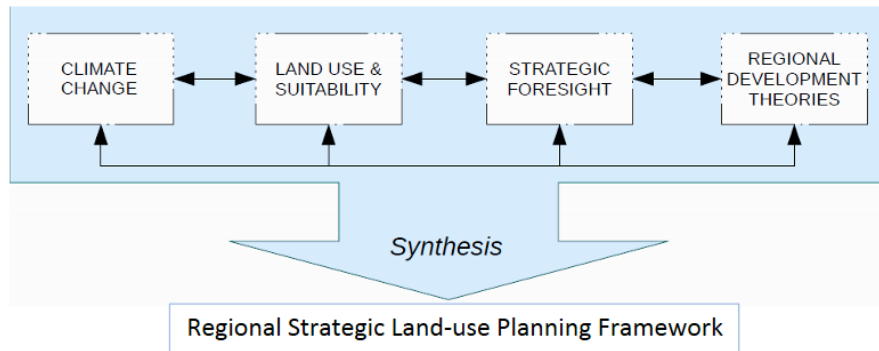 CLIMATE
CHANGE
LAND USE &
SUITABILITY
STRATEGIC
FORESIGHT
REGIONAL
DEVELOPMENT
THEORIES
Synthesis
Regional Strategic Land-use Planning Framework